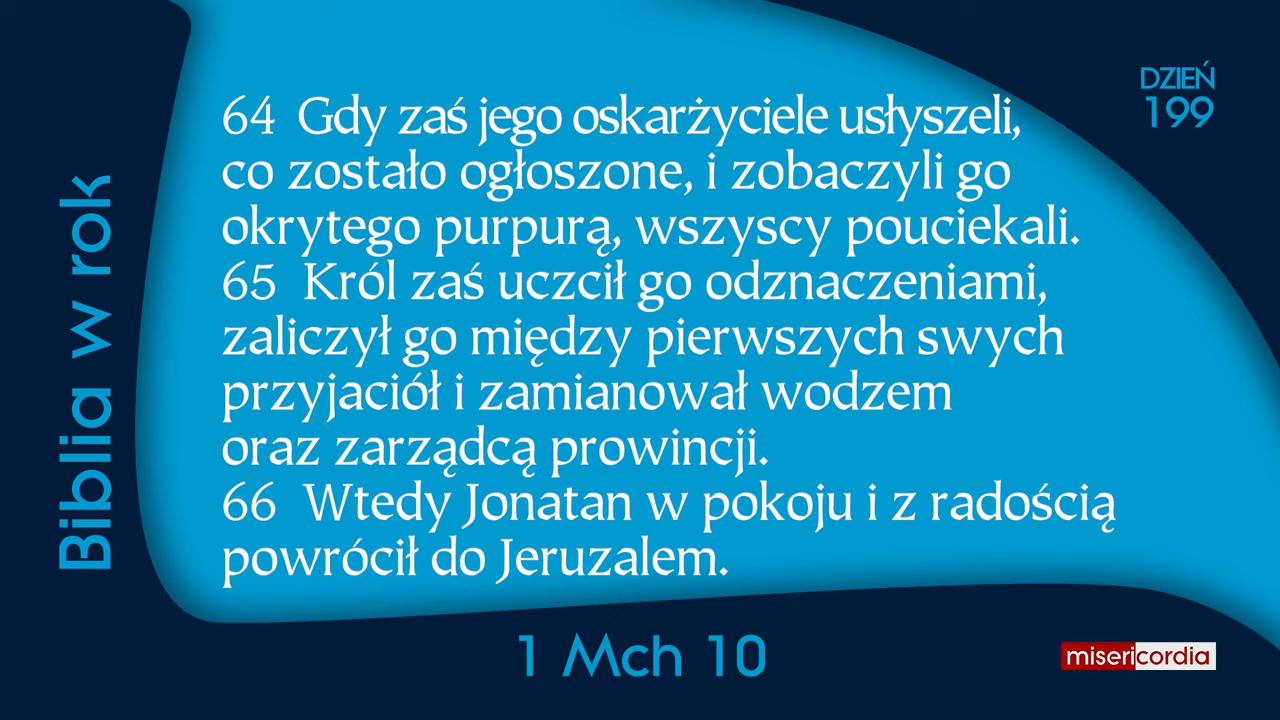 DZIEŃ
199
64 Gdy zaś jego oskarżyciele usłyszeli,
co zostało ogłoszone, i zobaczyli go
okrytego purpurą, wszyscy pouciekali.
65 Król zaś uczcił go odznaczeniami,
zaliczył go między pierwszych swych
przyjaciół i zamianował wodzem
oraz zarządcą prowincji.
66 Wtedy Jonatan w pokoju i z radością
powrócił do Jeruzalem.
Biblia w rok
1 Mch 10
misericordia